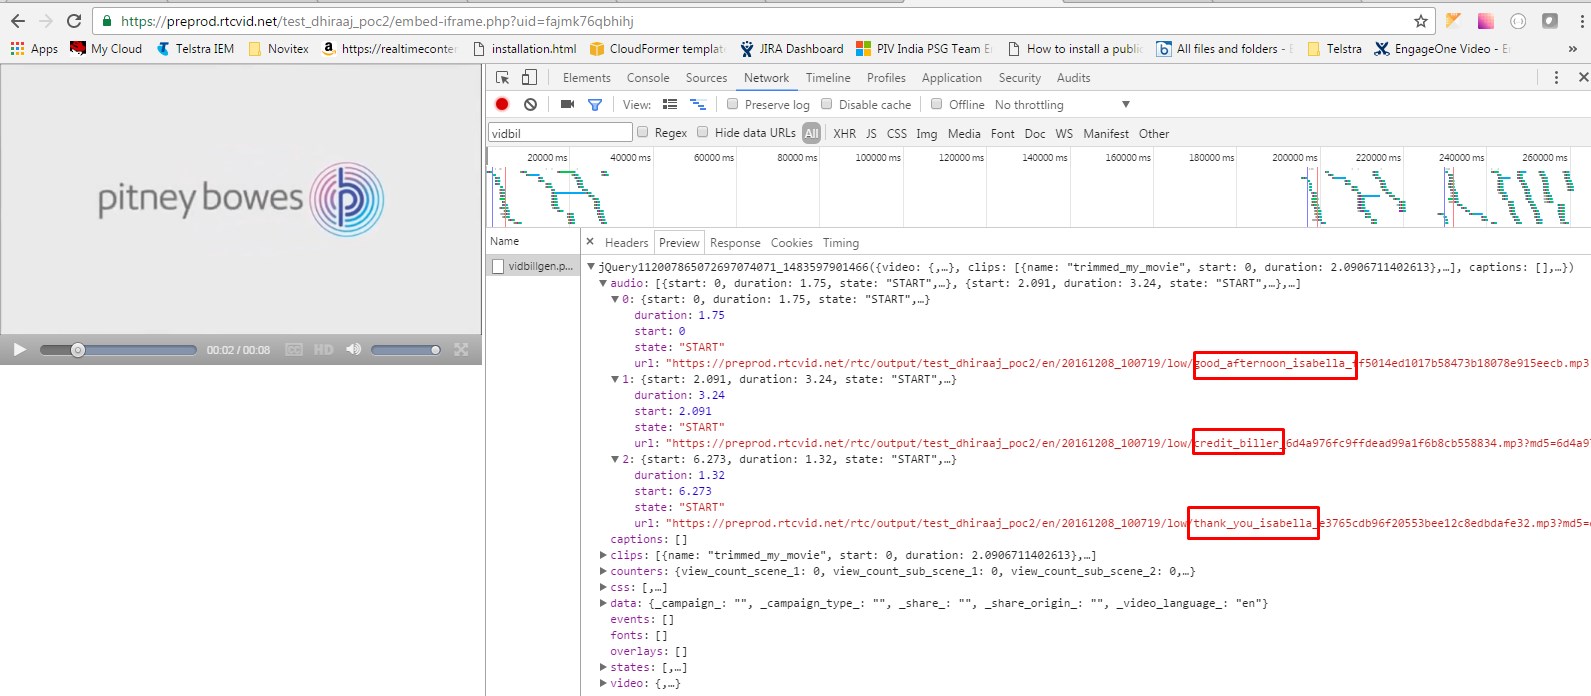 https://preprod.rtcvid.net/test_dhiraaj_poc2/embed-iframe.php?uid=fajmk76qbhihj
Apps My Cloud Telstra IEM Novitex https://realtimeconter installation.html CloudFormer template JIRA Dashboard PIV India PSG Team E How to install a public All files and folders - E Telstra EngageOne Video - E »
Elements Console Sources Network Timeline Profiles Application Security Audits
View: Preserve log Disable cache Offline No throttling
vidbil Regex Hide data URLs All XHR JS CSS Img Media Font Doc WS Manifest Other
20000 ms 40000 ms 60000 ms 80000 ms 100000 ms 120000 ms 140000 ms 160000 ms 180000 ms 200000 ms 220000 ms 240000 ms 260000 ms
pitney bowes
00:02 / 00:08 CC HD
Name × Headers Preview Response Cookies Timing
vidbillgen.p...
jQuery112007865072697074071_1483597901466({video: {,…}, clips: [{name: "trimmed_my_movie", start: 0, duration: 2.0906711402613},…], captions: [],…})
audio: [{start: 0, duration: 1.75, state: "START",…}, {start: 2.091, duration: 3.24, state: "START",…},…]
0: {start: 0, duration: 1.75, state: "START",…}
duration: 1.75
start: 0
state: "START"
url: "https://preprod.rtcvid.net/rtc/output/test_dhiraaj_poc2/en/20161208_100719/low/good_afternoon_isabella_ff5014ed1017b58473b18078e915eecb.mp3
1: {start: 2.091, duration: 3.24, state: "START",…}
duration: 3.24
start: 2.091
state: "START"
url: "https://preprod.rtcvid.net/rtc/output/test_dhiraaj_poc2/en/20161208_100719/low/credit_biller_6d4a976fc9ffdead99a1f6b8cb558834.mp3?md5=6d4a97
2: {start: 6.273, duration: 1.32, state: "START",…}
duration: 1.32
start: 6.273
state: "START"
url: "https://preprod.rtcvid.net/rtc/output/test_dhiraaj_poc2/en/20161208_100719/low/thank_you_isabella_e3765cdb96f20553bee12c8edbdafe32.mp3?md5=
captions: []
clips: [{name: "trimmed_my_movie", start: 0, duration: 2.0906711402613},…]
counters: {view_count_scene_1: 0, view_count_sub_scene_1: 0, view_count_sub_scene_2: 0,…}
css: [,…]
data: {_campaign_: "", _campaign_type_: "", _share_: "", _share_origin_: "", _video_language_: "en"}
events: []
fonts: []
overlays: []
states: [,…]
video: {,…}